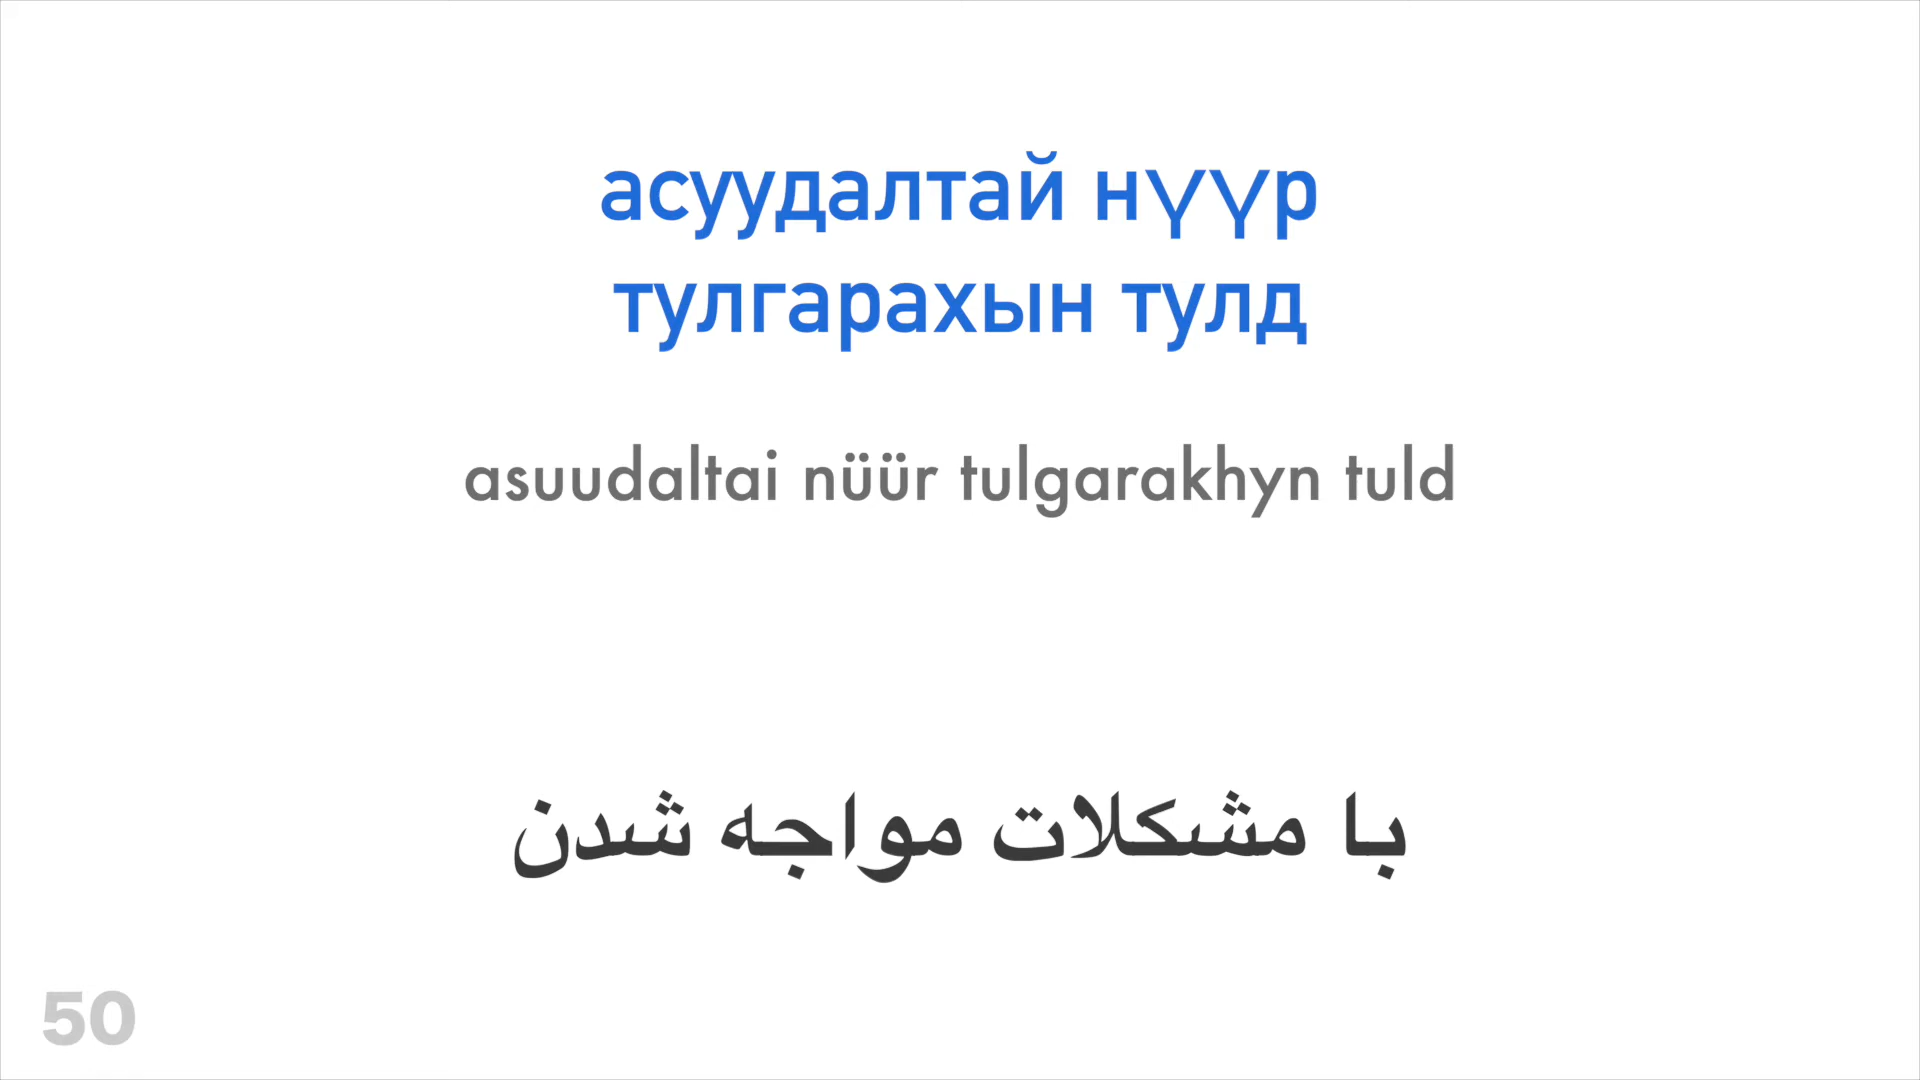 асуудалтай нүүр
тулгарахын тулд
asuudaltai nüür tulgarakhyn tuld
با مشکلات مواجه شدن
50